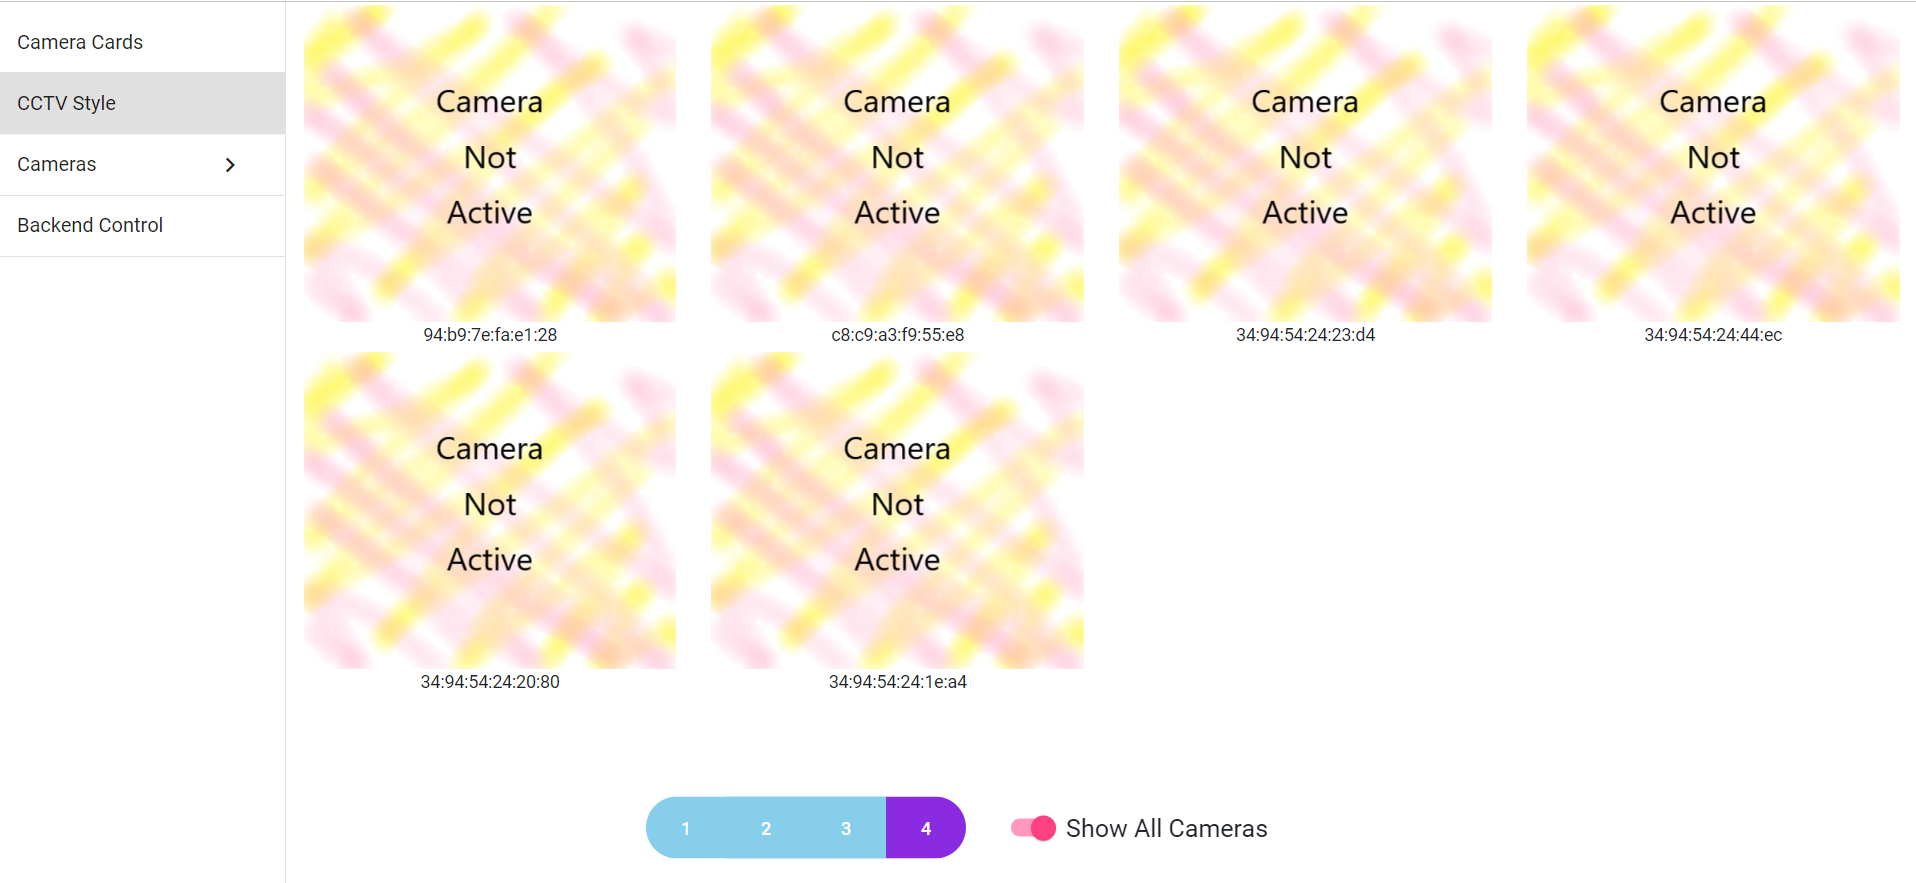 Camera Cards
CCTV Style
Cameras
Backend Control
Camera
Not
Active
94:b9:7e:fa:e1:28
Camera
Not
Active
c8:c9:a3:f9:55:e8
Camera
Not
Active
34:94:54:24:23:d4
Camera
Not
Active
34:94:54:24:44:ec
Camera
Not
Active
34:94:54:24:20:80
Camera
Not
Active
34:94:54:24:1e:a4
1 2 3 4
Show All Cameras